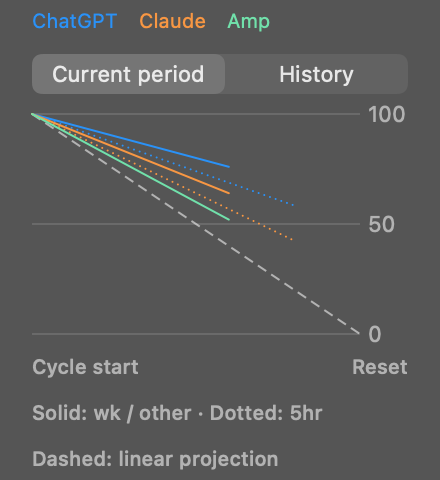 ChatGPT Claude Amp
Current period History
100
50
0
Cycle start Reset
Solid: wk / other · Dotted: 5hr
Dashed: linear projection